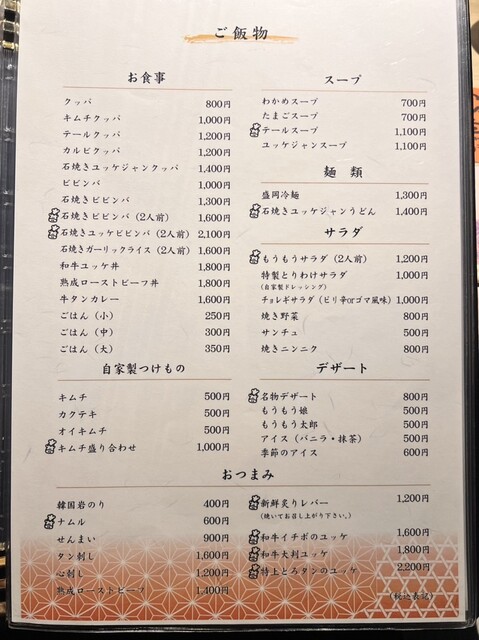 ご飯物
お食事
クッパ 800円
キムチクッパ 1,000円
テールクッパ 1,200円
カルビクッパ 1,200円
石焼きユッケジャンクッパ 1,400円
ビビンバ 1,000円
石焼きビビンバ 1,300円
石焼きビビンバ（2人前） 1,600円
石焼きユッケビビンバ（2人前） 2,100円
石焼きガーリックライス（2人前） 1,600円
和牛ユッケ丼 1,800円
熟成ローストビーフ丼 1,800円
牛タンカレー 1,600円
ごはん（小） 250円
ごはん（中） 300円
ごはん（大） 350円
自家製つけもの
キムチ 500円
カクテキ 500円
オイキムチ 500円
キムチ盛り合わせ 1,000円
スープ
わかめスープ 700円
たまごスープ 700円
テールスープ 1,100円
ユッケジャンスープ 1,100円
麺 類
盛岡冷麺 1,300円
石焼きユッケジャンうどん 1,400円
サラダ
もうもうサラダ（2人前） 1,200円
特製とりわけサラダ 1,000円
（自家製ドレッシング）
チョレギサラダ（ピリ辛orゴマ風味） 1,000円
焼き野菜 800円
サンチュ 500円
焼きニンニク 800円
デザート
名物デザート 800円
もうもう娘 500円
もうもう太郎 500円
アイス（バニラ・抹茶） 500円
季節のアイス 600円
おつまみ
韓国岩のり 400円
ナムル 600円
せんまい 900円
タン刺し 1,600円
心刺し 1,200円
熟成ローストビーフ 1,400円
新鮮炙りレバー 1,200円
（焼いてお召し上がり下さい。）
和牛イチボのユッケ 1,600円
和牛大判ユッケ 1,800円
特上とろタンのユッケ 2,200円
（税込表記）